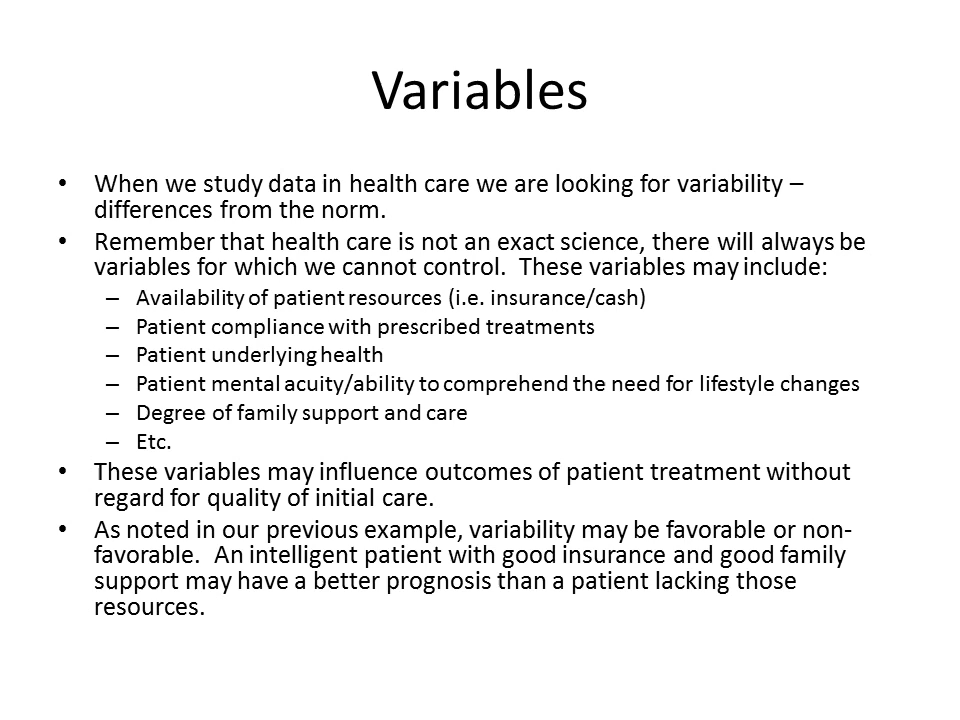 Variables
• When we study data in health care we are looking for variability –
differences from the norm.
• Remember that health care is not an exact science, there will always be
variables for which we cannot control.  These variables may include:
– Availability of patient resources (i.e. insurance/cash)
– Patient compliance with prescribed treatments
– Patient underlying health
– Patient mental acuity/ability to comprehend the need for lifestyle changes
– Degree of family support and care
– Etc.
• These variables may influence outcomes of patient treatment without
regard for quality of initial care.
• As noted in our previous example, variability may be favorable or non-
favorable.  An intelligent patient with good insurance and good family
support may have a better prognosis than a patient lacking those
resources.